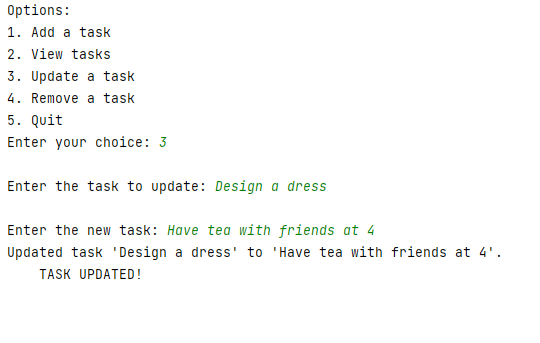 Options:
1. Add a task
2. View tasks
3. Update a task
4. Remove a task
5. Quit
Enter your choice: 3
Enter the task to update: Design a dress
Enter the new task: Have tea with friends at 4
Updated task 'Design a dress' to 'Have tea with friends at 4'.
TASK UPDATED!